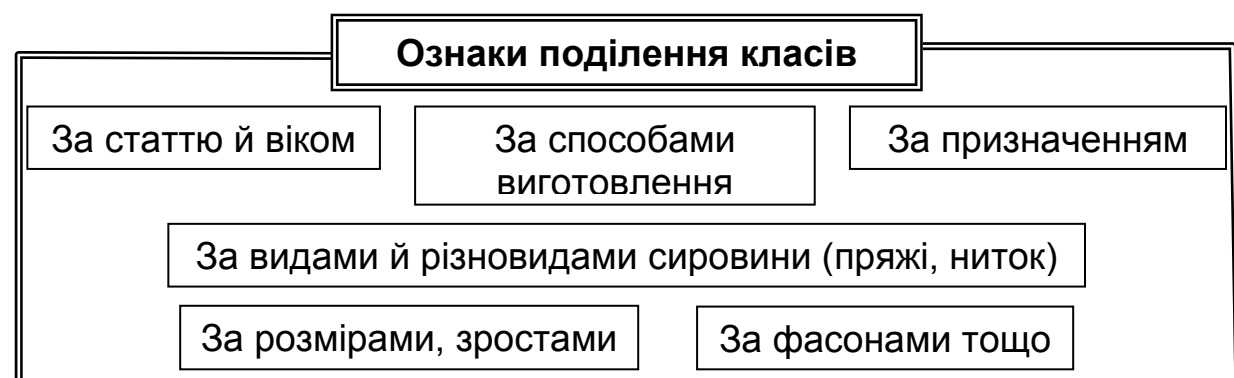 Ознаки поділення класів
За статтю й віком
За способами
виготовлення
За призначенням
За видами й різновидами сировини (пряжі, ниток)
За розмірами, зростами
За фасонами тощо